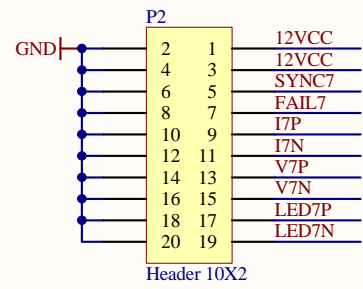 P2
GND 2 1 12VCC
4 3 12VCC
6 5 SYNC7
8 7 FAIL7
10 9 I7P
12 11 I7N
14 13 V7P
16 15 V7N
18 17 LED7P
20 19 LED7N
Header 10X2